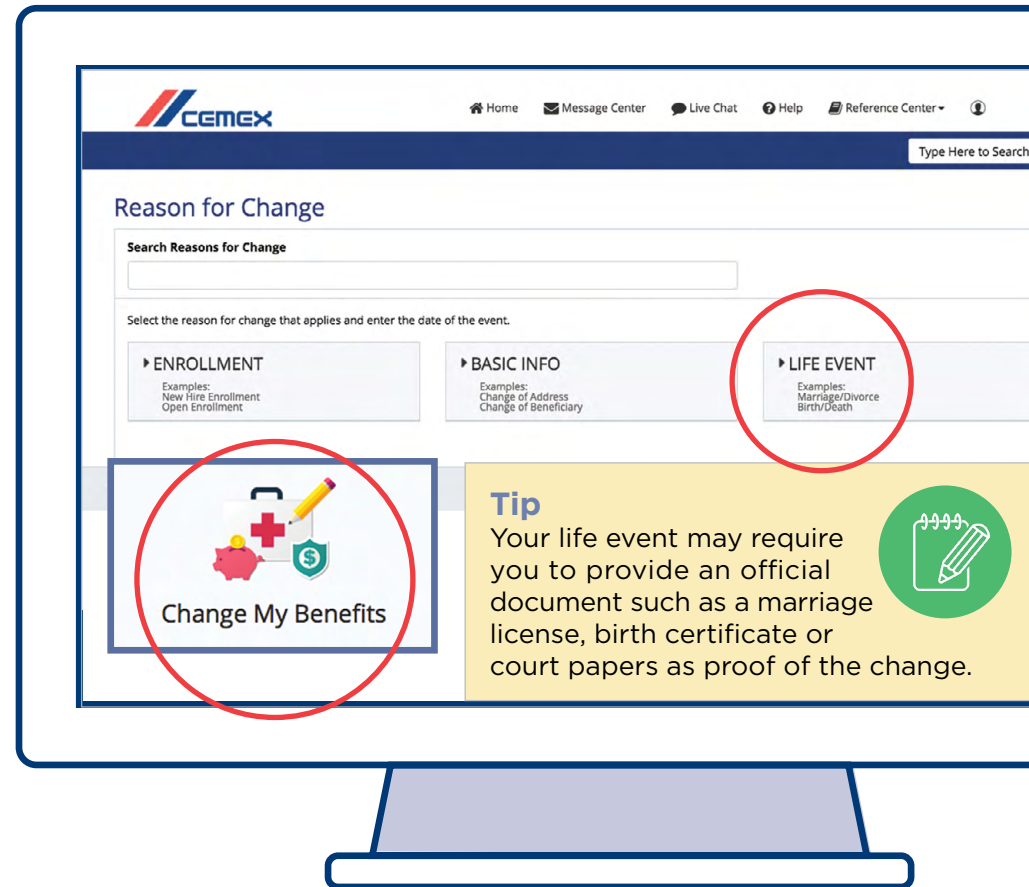 CEMEX
Home Message Center Live Chat Help Reference Center
Type Here to Search
Reason for Change
Search Reasons for Change
Select the reason for change that applies and enter the date of the event.
ENROLLMENT
Examples:
New Hire Enrollment
Open Enrollment
BASIC INFO
Examples:
Change of Address
Change of Beneficiary
LIFE EVENT
Examples:
Marriage/Divorce
Birth/Death
Change My Benefits
Tip
Your life event may require
you to provide an official
document such as a marriage
license, birth certificate or
court papers as proof of the change.